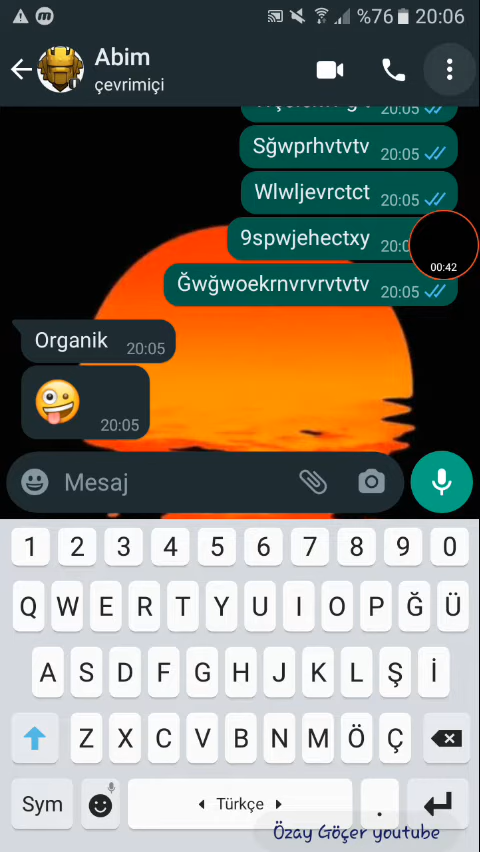 %76 20:06
Abim
çevrimiçi
20:05
Sğwprhvtvtv 20:05
Wlwljevrctct 20:05
9spwjehectxy
00:42
Ğwğwoekrnvrvrvtvtv 20:05
Organik 20:05
20:05
Mesaj
1 2 3 4 5 6 7 8 9 0
Q W E R T Y U I O P Ğ Ü
A S D F G H J K L Ş İ
Z X C V B N M Ö Ç
Sym Türkçe .
Özay Göçer youtube